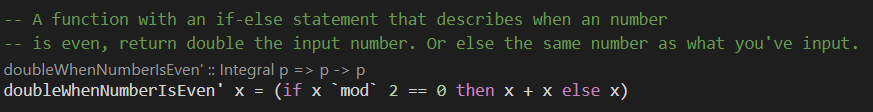 -- A function with an if-else statement that describes when an number
-- is even, return double the input number. Or else the same number as what you've input.
doubleWhenNumberIsEven' :: Integral p => p -> p
doubleWhenNumberIsEven' x = (if x `mod` 2 == 0 then x + x else x)